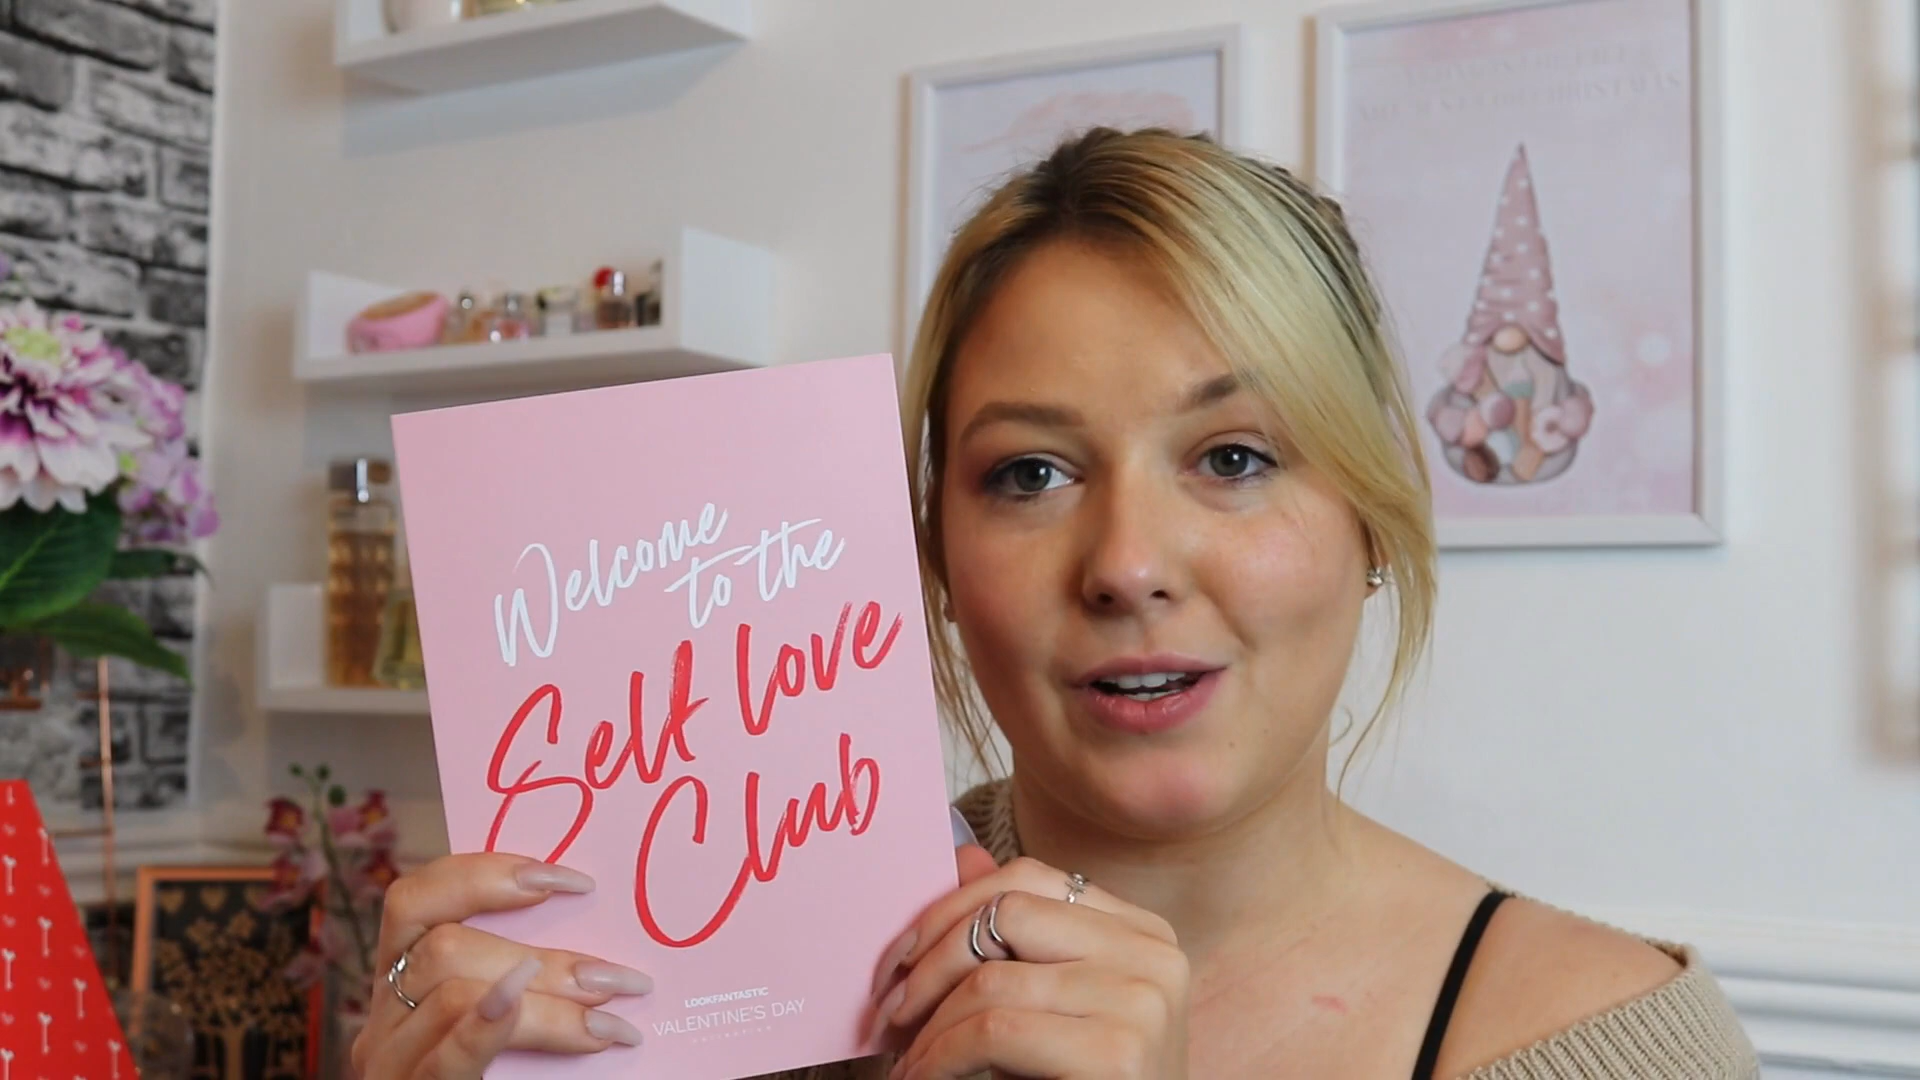 Welcome
to the
Self love
Club
LOOKFANTASTIC
VALENTINE'S DAY